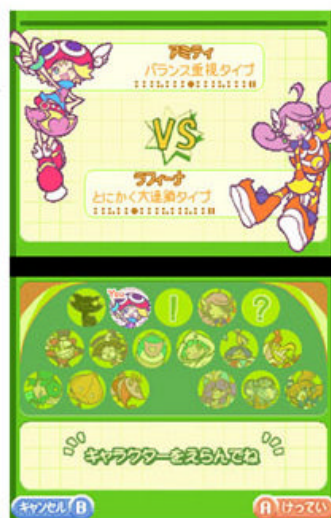 アミティ
バランス重視タイプ
VS
ラフィーナ
とにかく大連鎖タイプ
You
!
?
キャラクターをえらんでね
キャンセル B
A けってい